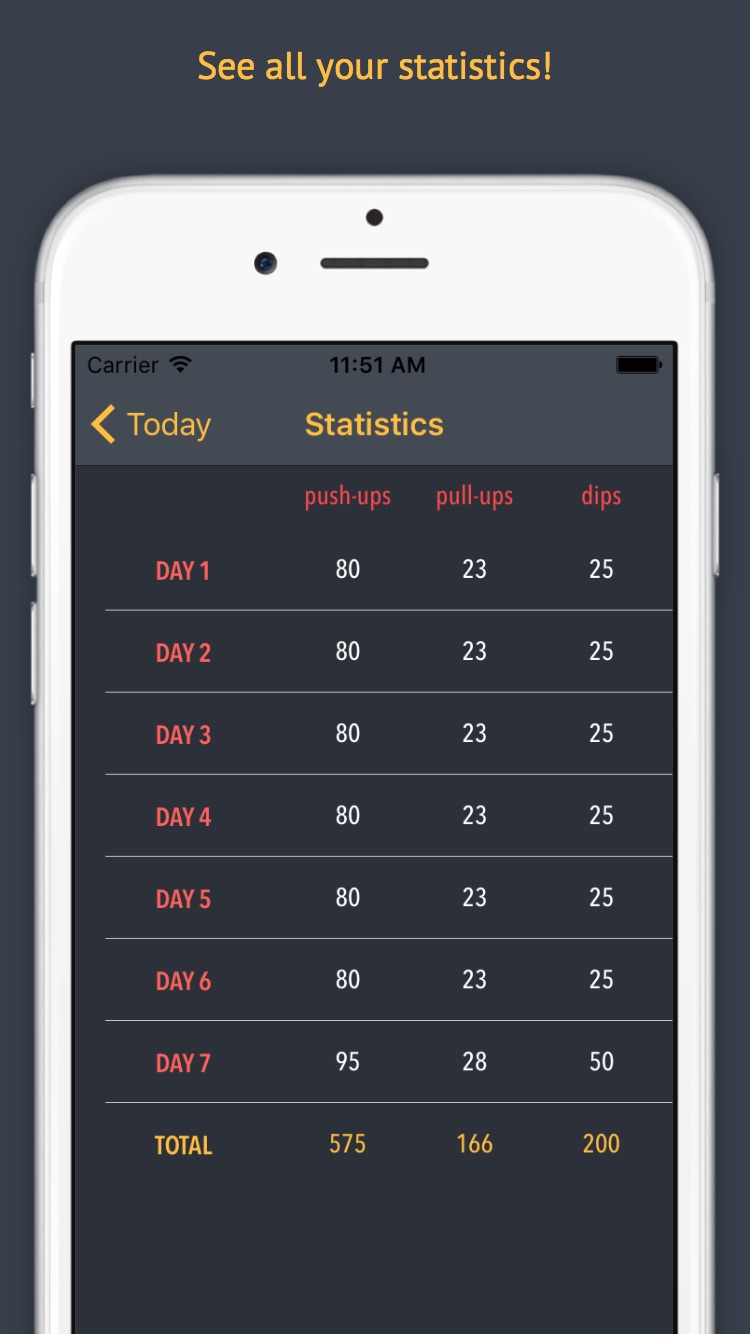 See all your statistics!
Carrier 11:51 AM
Today Statistics
push-ups pull-ups dips
DAY 1 80 23 25
DAY 2 80 23 25
DAY 3 80 23 25
DAY 4 80 23 25
DAY 5 80 23 25
DAY 6 80 23 25
DAY 7 95 28 50
TOTAL 575 166 200